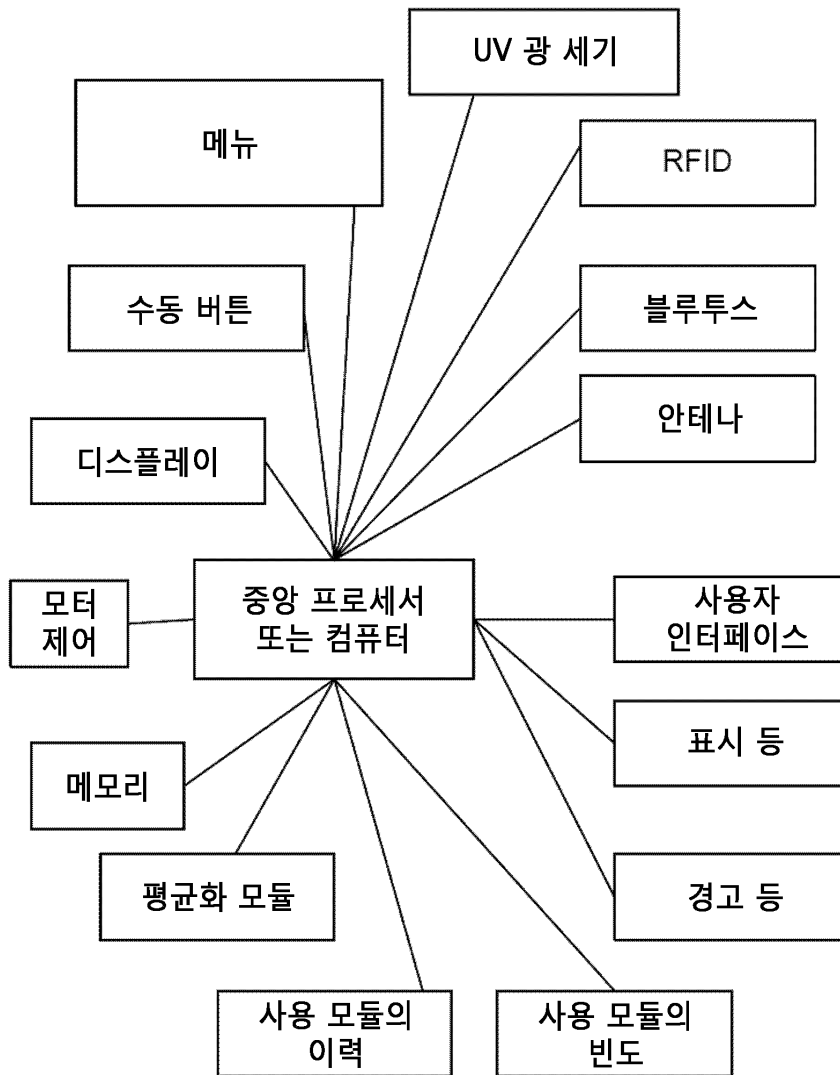 UV 광 세기
메뉴
RFID
수동 버튼
블루투스
안테나
디스플레이
중앙 프로세서
또는 컴퓨터
모터
제어
사용자
인터페이스
표시 등
메모리
평균화 모듈
경고 등
사용 모듈의
이력
사용 모듈의
빈도